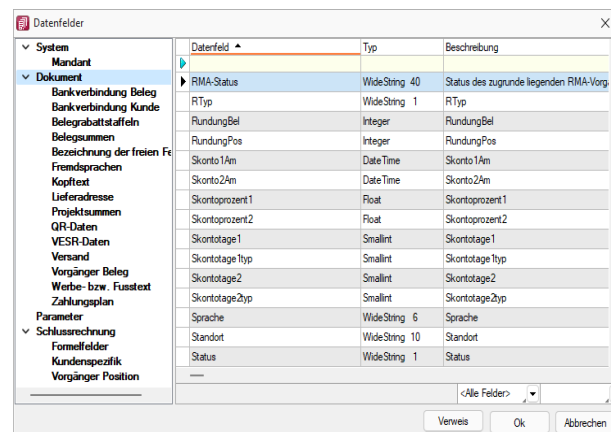 Datenfelder
System
Mandant
Dokument
Bankverbindung Beleg
Bankverbindung Kunde
Belegrabattstaffeln
Belegsummen
Bezeichnung der freien Fe
Fremdsprachen
Kopftext
Lieferadresse
Projektsummen
QR-Daten
VESR-Daten
Versand
Vorgänger Beleg
Werbe- bzw. Fusstext
Zahlungsplan
Parameter
Schlussrechnung
Formelfelder
Kundenspezifik
Vorgänger Position
Datenfeld Typ Beschreibung
RMA-Status WideString 40 Status des zugrunde liegenden RMA-Vorg
RTyp WideString 1 RTyp
RundungBel Integer RundungBel
RundungPos Integer RundungPos
Skonto1Am DateTime Skonto1Am
Skonto2Am DateTime Skonto2Am
Skontoprozent1 Float Skontoprozent1
Skontoprozent2 Float Skontoprozent2
Skontotage1 Smallint Skontotage1
Skontotage1typ Smallint Skontotage1typ
Skontotage2 Smallint Skontotage2
Skontotage2typ Smallint Skontotage2typ
Sprache WideString 6 Sprache
Standort WideString 10 Standort
Status WideString 1 Status
<Alle Felder>
Verweis Ok Abbrechen